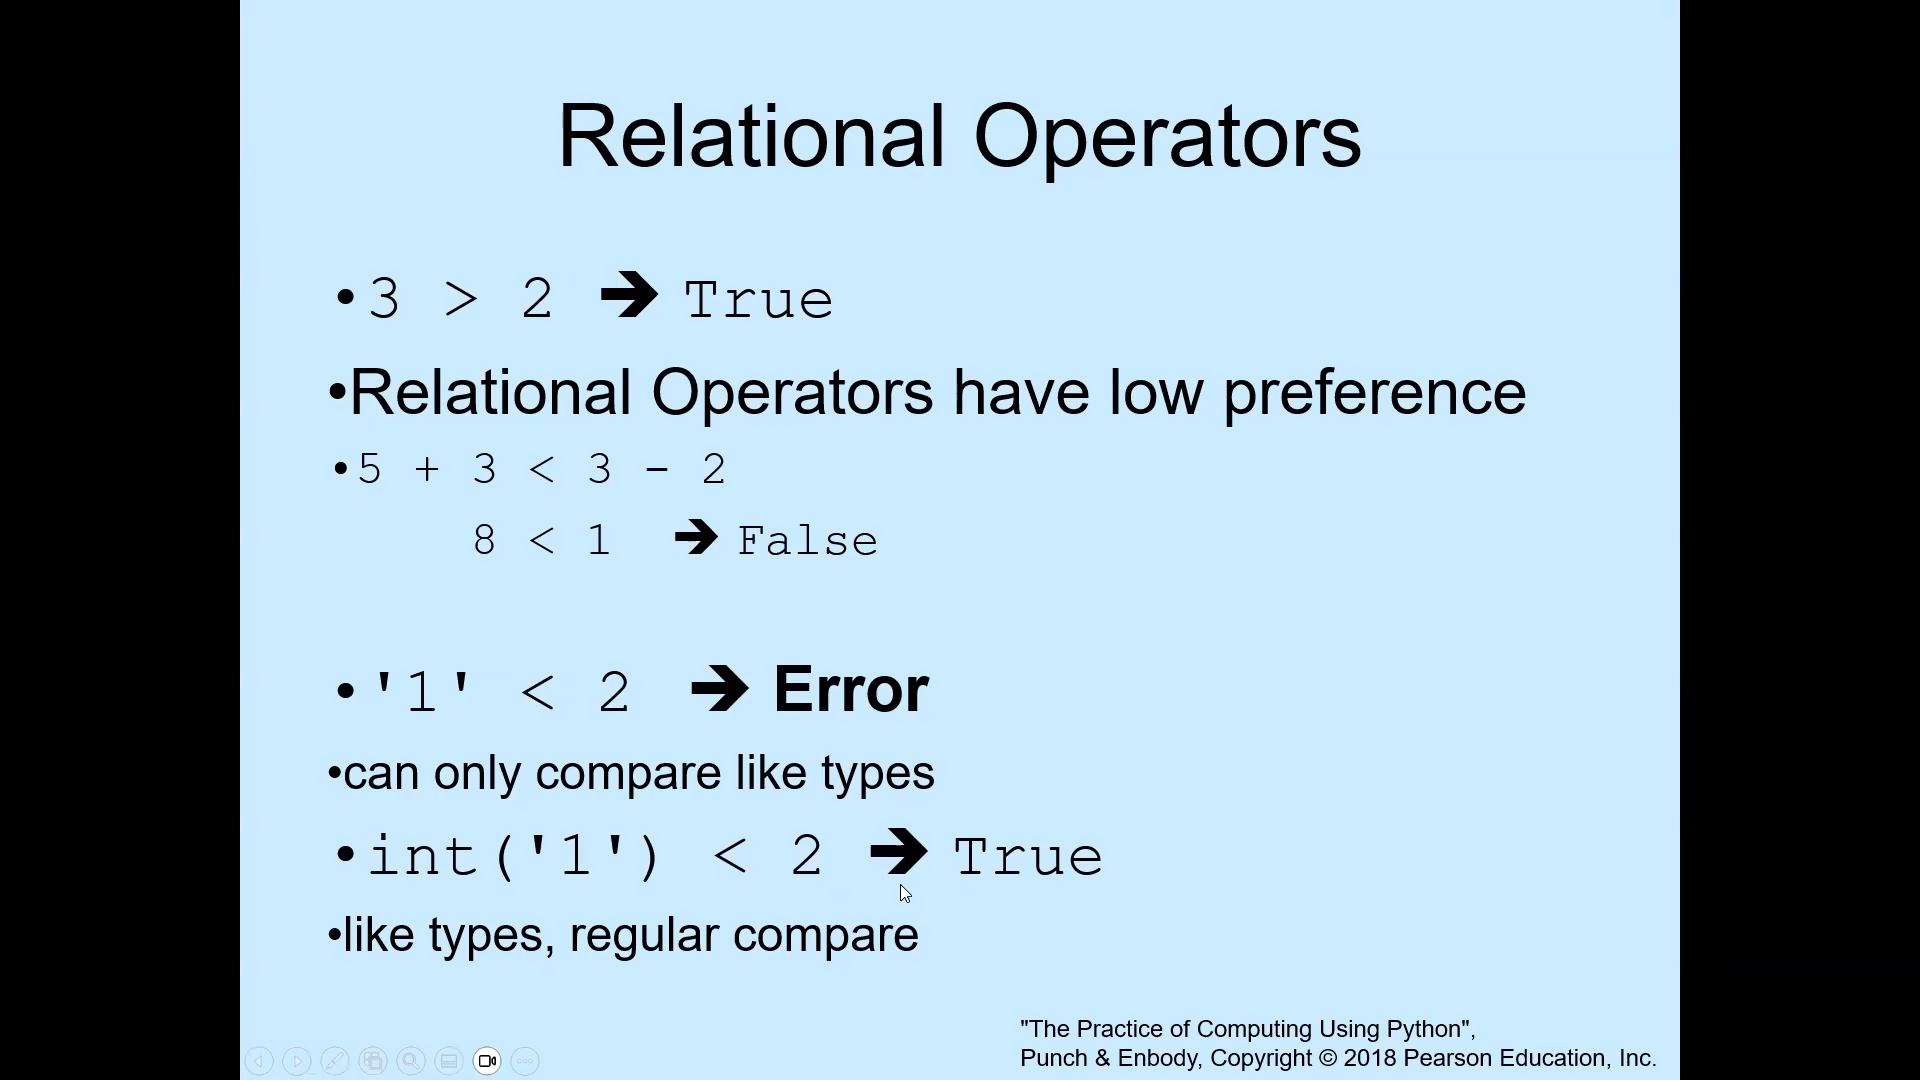 Relational Operators
•3 > 2 ➔ True
•Relational Operators have low preference
•5 + 3 < 3 - 2
8 < 1 ➔ False
•'1' < 2 ➔ Error
•can only compare like types
•int('1') < 2 ➔ True
•like types, regular compare
"The Practice of Computing Using Python",
Punch & Enbody, Copyright © 2018 Pearson Education, Inc.